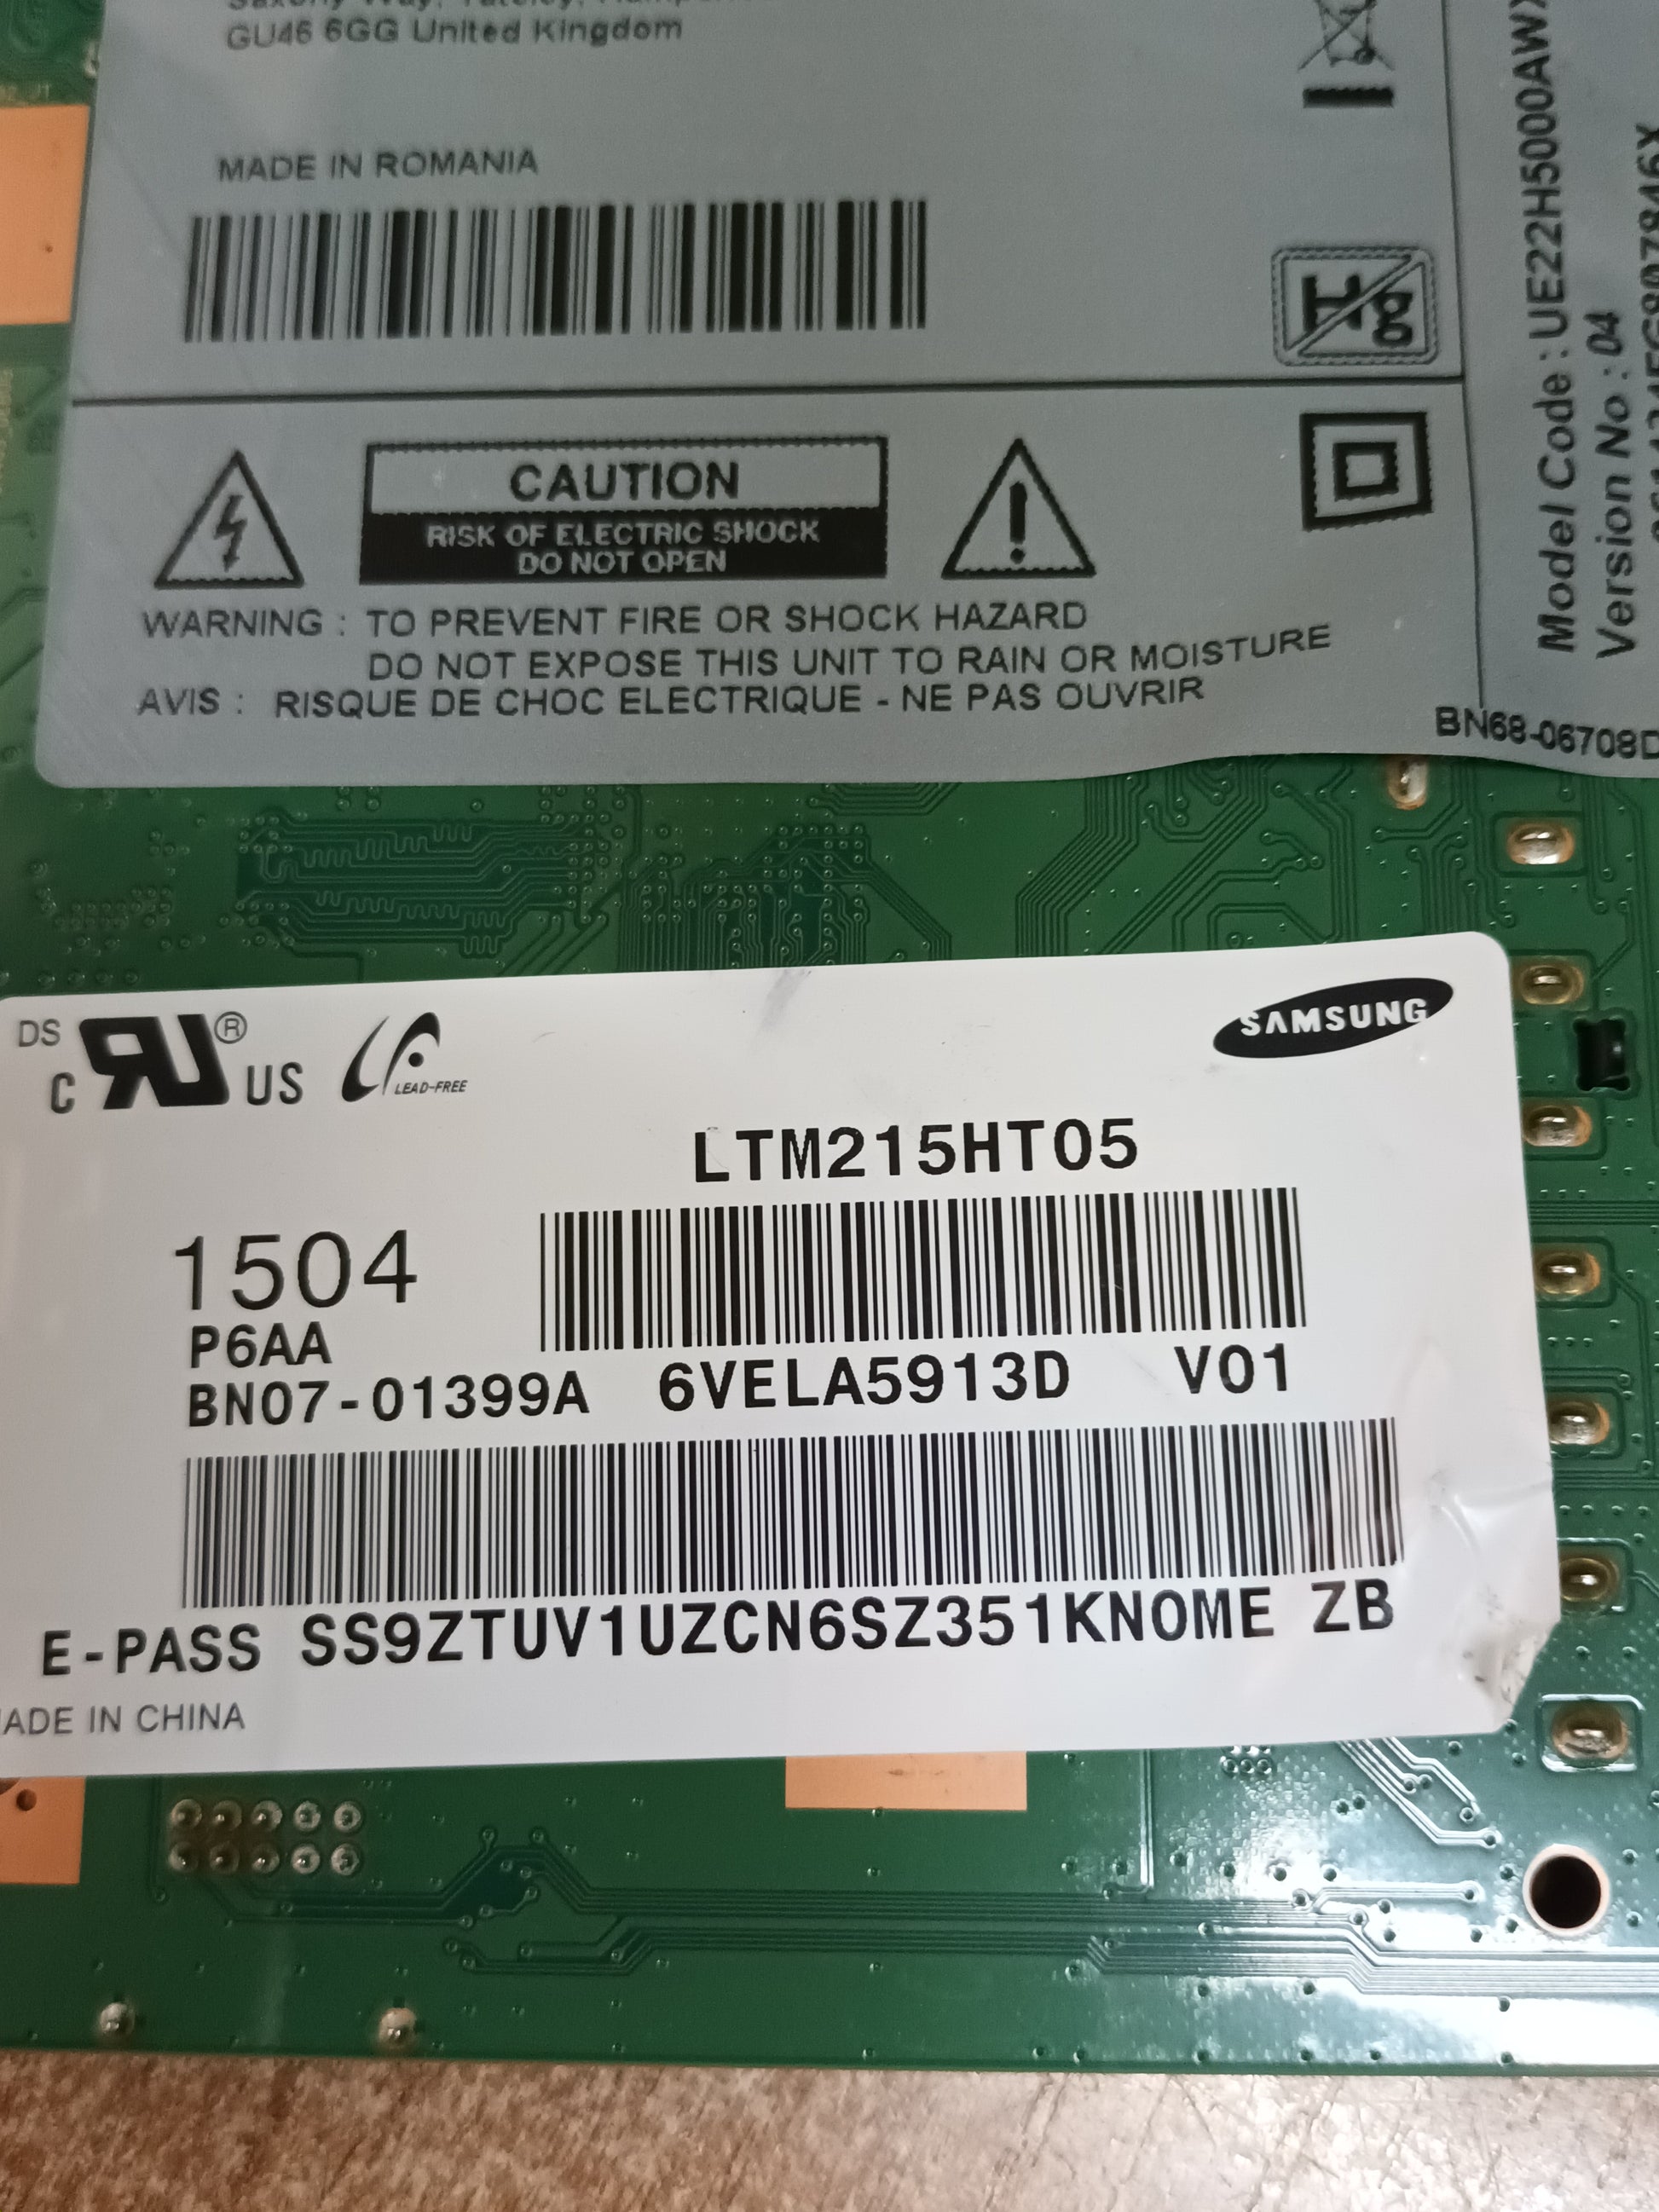 GU46 6GG United Kingdom
MADE IN ROMANIA
Hg
CAUTION
RISK OF ELECTRIC SHOCK
DO NOT OPEN
WARNING : TO PREVENT FIRE OR SHOCK HAZARD
DO NOT EXPOSE THIS UNIT TO RAIN OR MOISTURE
AVIS : RISQUE DE CHOC ELECTRIQUE - NE PAS OUVRIR
Model Code : UE22H5000AWX
Version No : 04
BN68-06708D
DS
C
US
LEAD-FREE
SAMSUNG
LTM215HT05
1504
P6AA
BN07-01399A 6VELA5913D V01
E-PASS SS9ZTUV1UZCN6SZ351KNOME ZB
IN CHINA